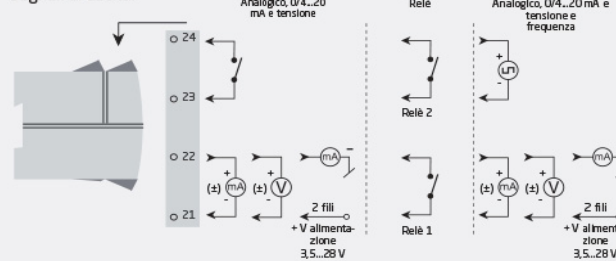 Analogico, 0/4...20
mA e tensione
Relè
Analogico, 0/4...20 mA e
tensione e
frequenza
24
23
22
21
+
-
(±) mA
+
-
(±) V
mA
-
2 fili
+ V alimenta-
zione
3,5...28 V
Relè 2
Relè 1
+
-
+
-
(±) mA
+
-
(±) V
mA
2 fili
+ V aliment
zione
3,5...28 V